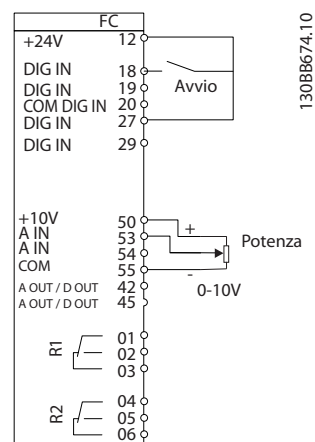 FC
+24V 12
DIG IN 18
DIG IN 19
COM DIG IN 20
DIG IN 27
DIG IN 29
Avvio
130BB674.10
+10V 50
A IN 53
A IN 54
COM 55
A OUT / D OUT 42
A OUT / D OUT 45
+
-
0-10V
Potenza
R1
01
02
03
R2
04
05
06